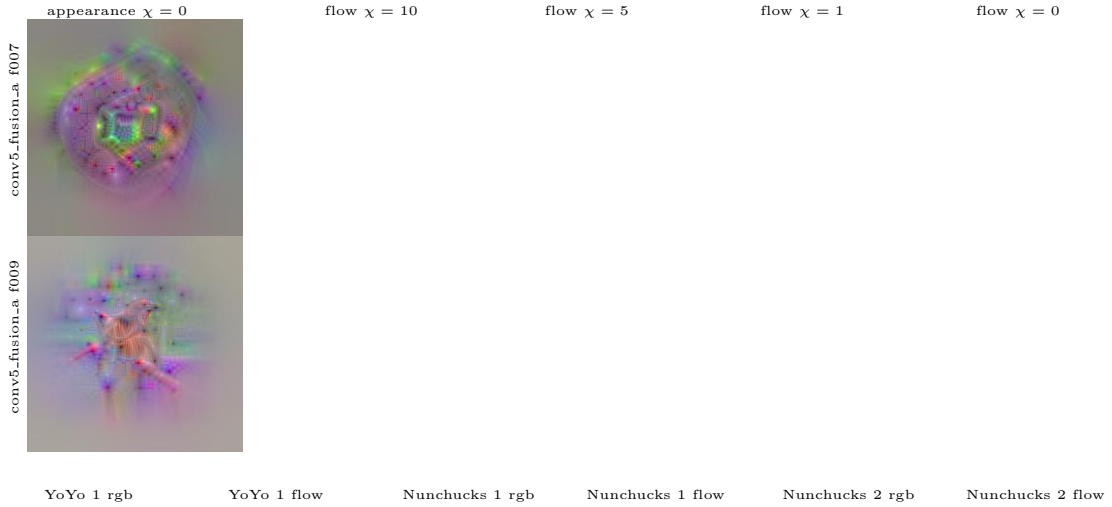 appearance χ = 0 flow χ = 10 flow χ = 5 flow χ = 1 flow χ = 0
conv5_fusion_a f007
conv5_fusion_a f009
YoYo 1 rgb YoYo 1 flow Nunchucks 1 rgb Nunchucks 1 flow Nunchucks 2 rgb Nunchucks 2 flow